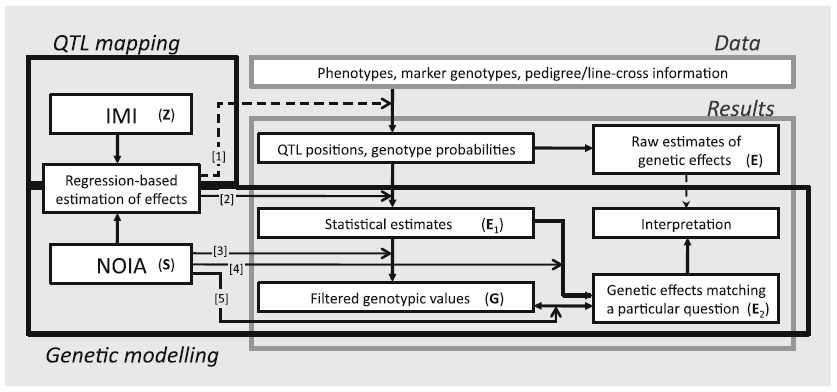 QTL mapping
Data
Phenotypes, marker genotypes, pedigree/line-cross information
Results
IMI (Z)
[1]
QTL positions, genotype probabilities
Raw estimates of
genetic effects (E)
Regression-based
estimation of effects
[2]
Statistical estimates (E1)
Interpretation
NOIA (S)
[3]
[4]
[5]
Filtered genotypic values (G)
Genetic effects matching
a particular question (E2)
Genetic modelling